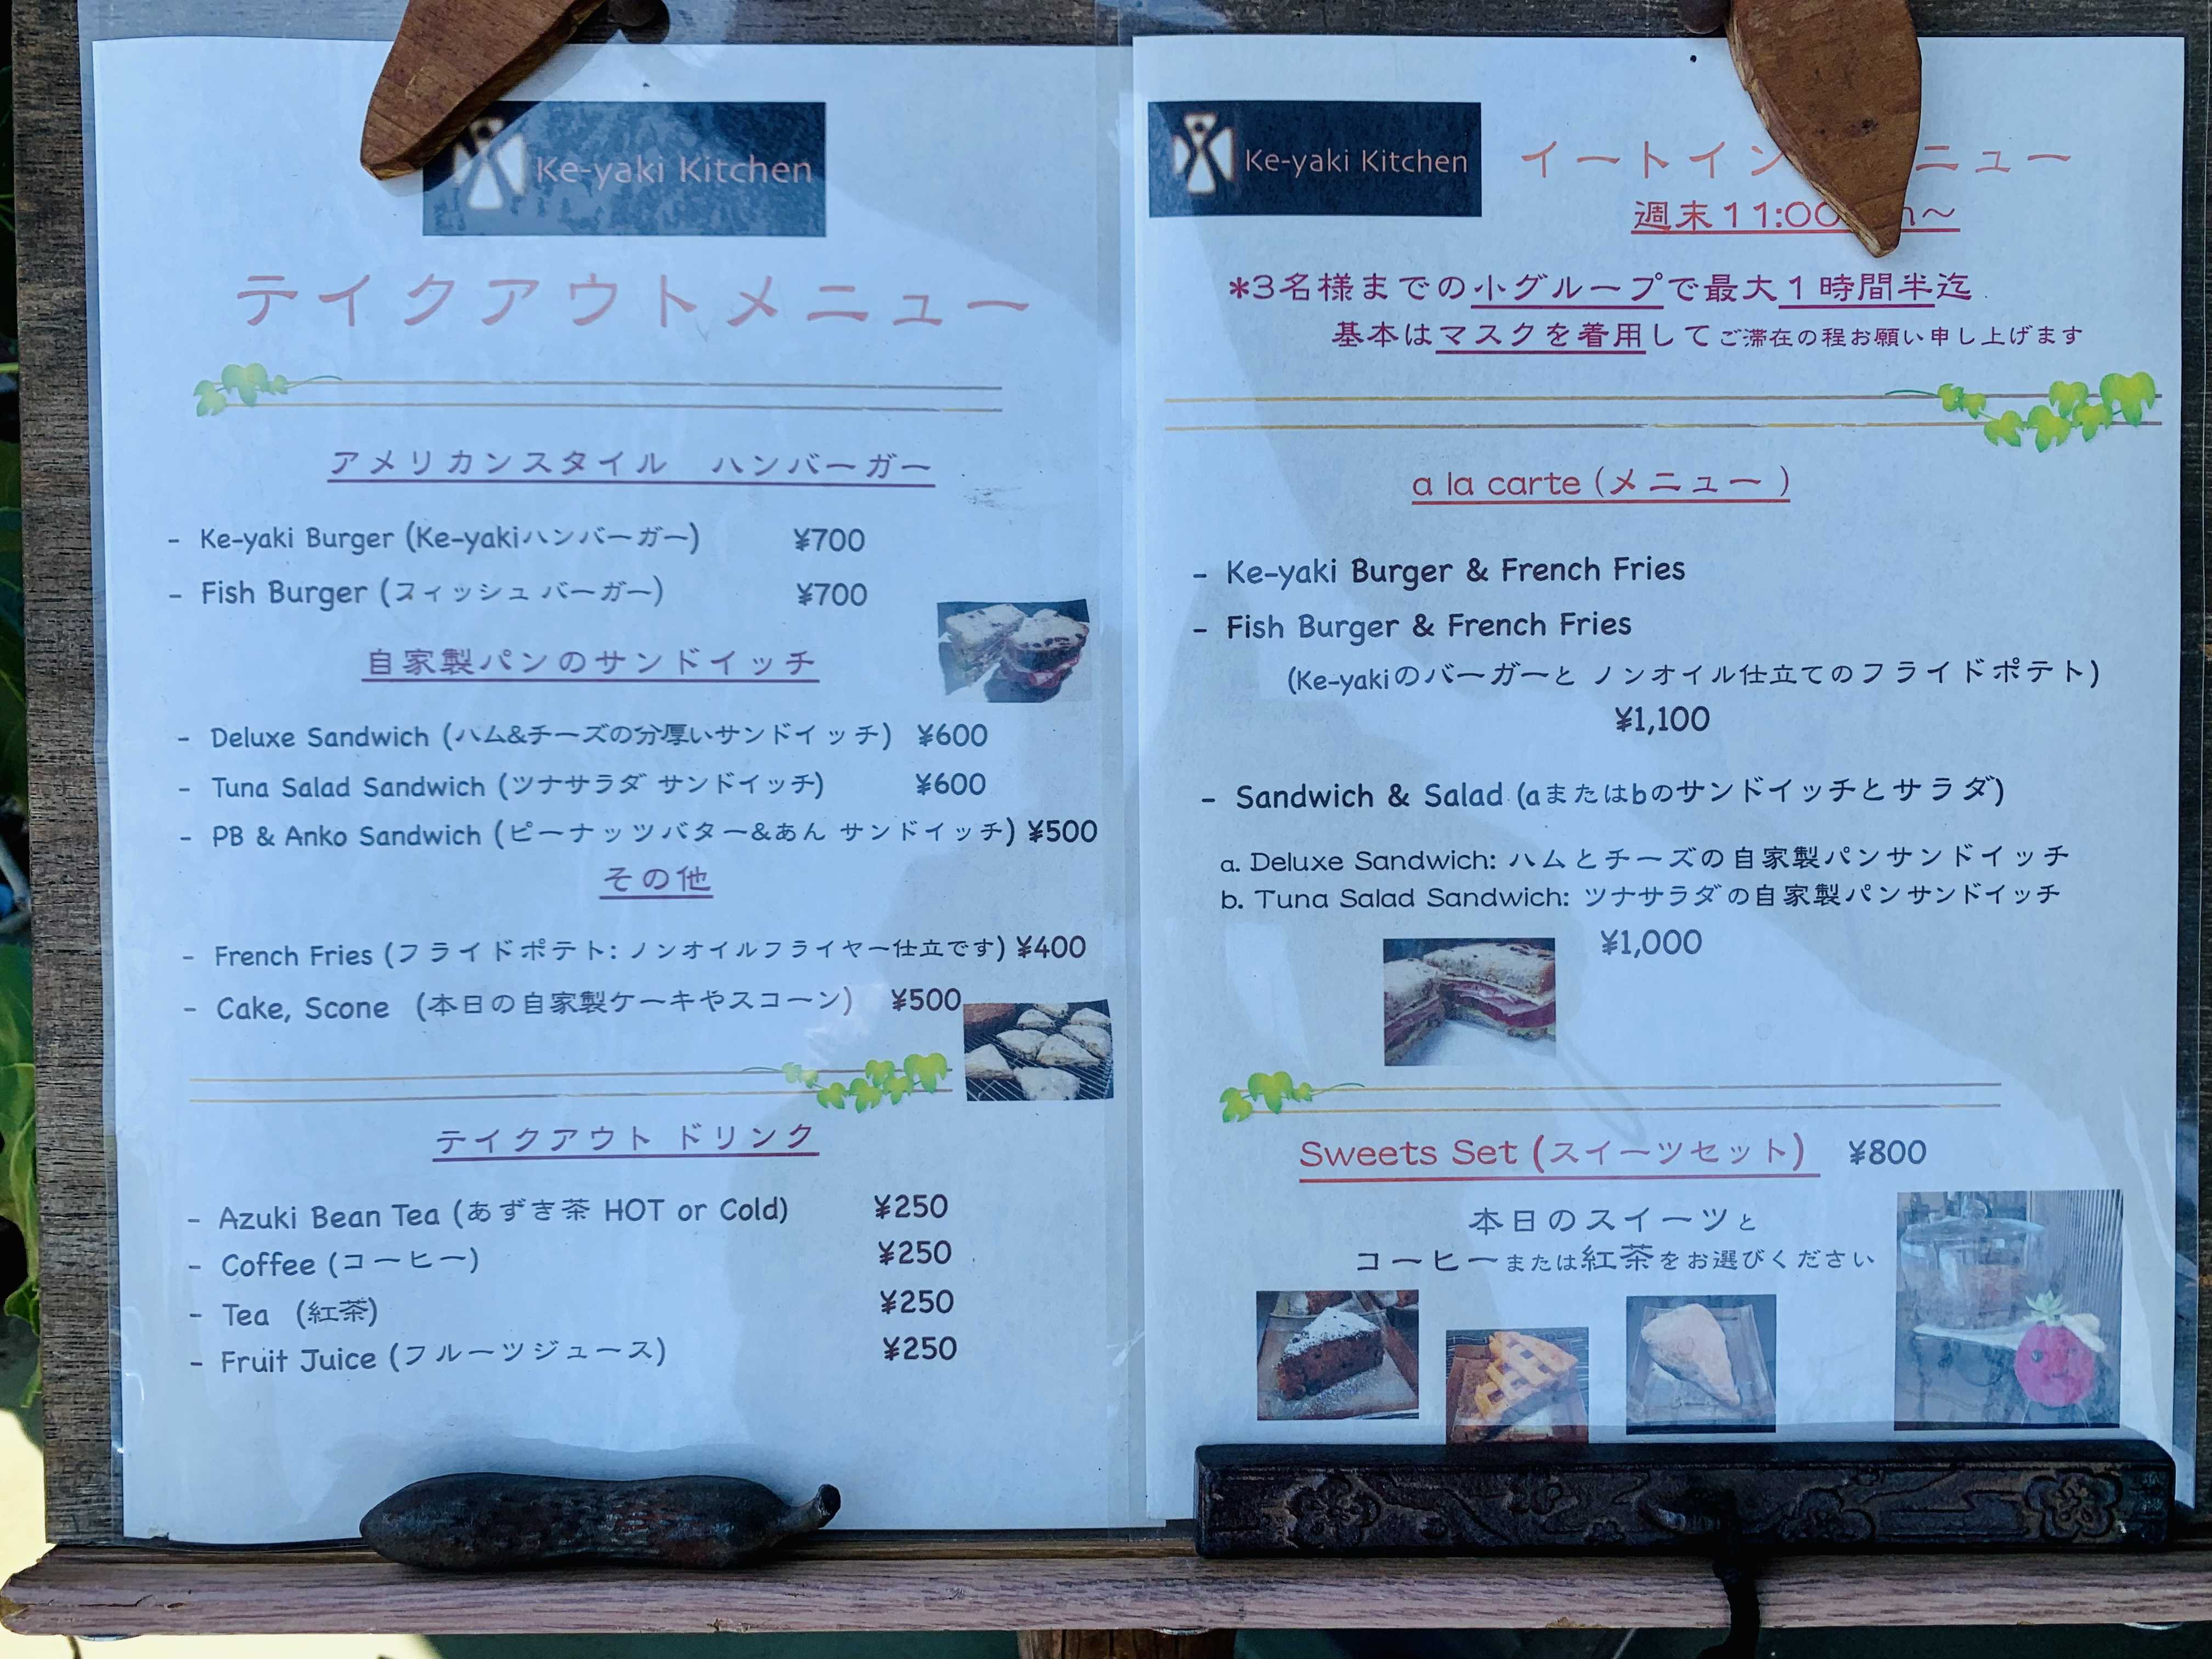 Ke-yaki Kitchen
テイクアウトメニュー
アメリカンスタイル ハンバーガー
- Ke-yaki Burger (Ke-yakiハンバーガー) ¥700
- Fish Burger (フィッシュ バーガー) ¥700
自家製パンのサンドイッチ
- Deluxe Sandwich (ハム&チーズの分厚いサンドイッチ) ¥600
- Tuna Salad Sandwich (ツナサラダ サンドイッチ) ¥600
- PB & Anko Sandwich (ピーナッツバター&あん サンドイッチ) ¥500
その他
- French Fries (フライドポテト: ノンオイルフライヤー仕立です) ¥400
- Cake, Scone (本日の自家製ケーキやスコーン) ¥500
テイクアウト ドリンク
- Azuki Bean Tea (あずき茶 HOT or Cold) ¥250
- Coffee (コーヒー) ¥250
- Tea (紅茶) ¥250
- Fruit Juice (フルーツジュース) ¥250
Ke-yaki Kitchen イートイン ニュー
週末11:00 ～
*3名様までの小グループで最大1時間半迄
基本はマスクを着用してご滞在の程お願い申し上げます
a la carte (メニュー )
- Ke-yaki Burger & French Fries
- Fish Burger & French Fries
(Ke-yakiのバーガーと ノンオイル仕立てのフライドポテト)
¥1,100
- Sandwich & Salad (aまたはbのサンドイッチとサラダ)
a. Deluxe Sandwich: ハムとチーズの自家製パンサンドイッチ
b. Tuna Salad Sandwich: ツナサラダの自家製パンサンドイッチ
¥1,000
Sweets Set (スイーツセット) ¥800
本日のスイーツと
コーヒーまたは紅茶をお選びください